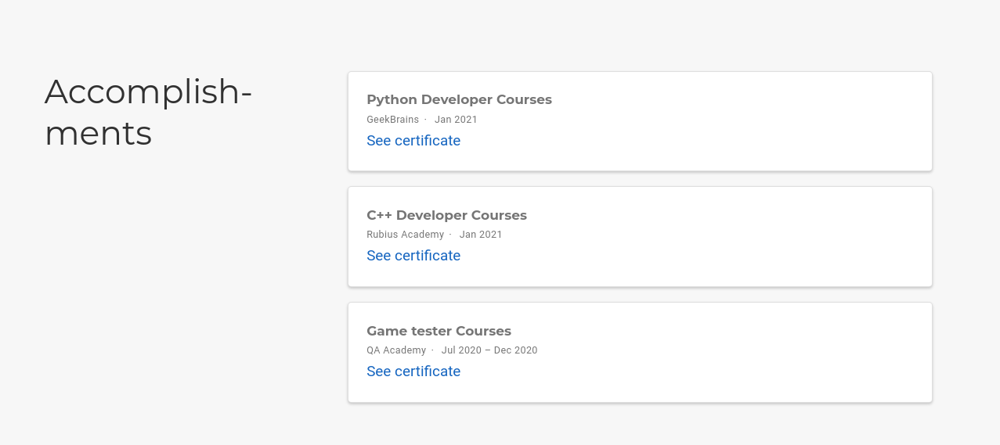 Accomplish-
ments
Python Developer Courses
GeekBrains · Jan 2021
See certificate
C++ Developer Courses
Rubius Academy · Jan 2021
See certificate
Game tester Courses
QA Academy · Jul 2020 – Dec 2020
See certificate